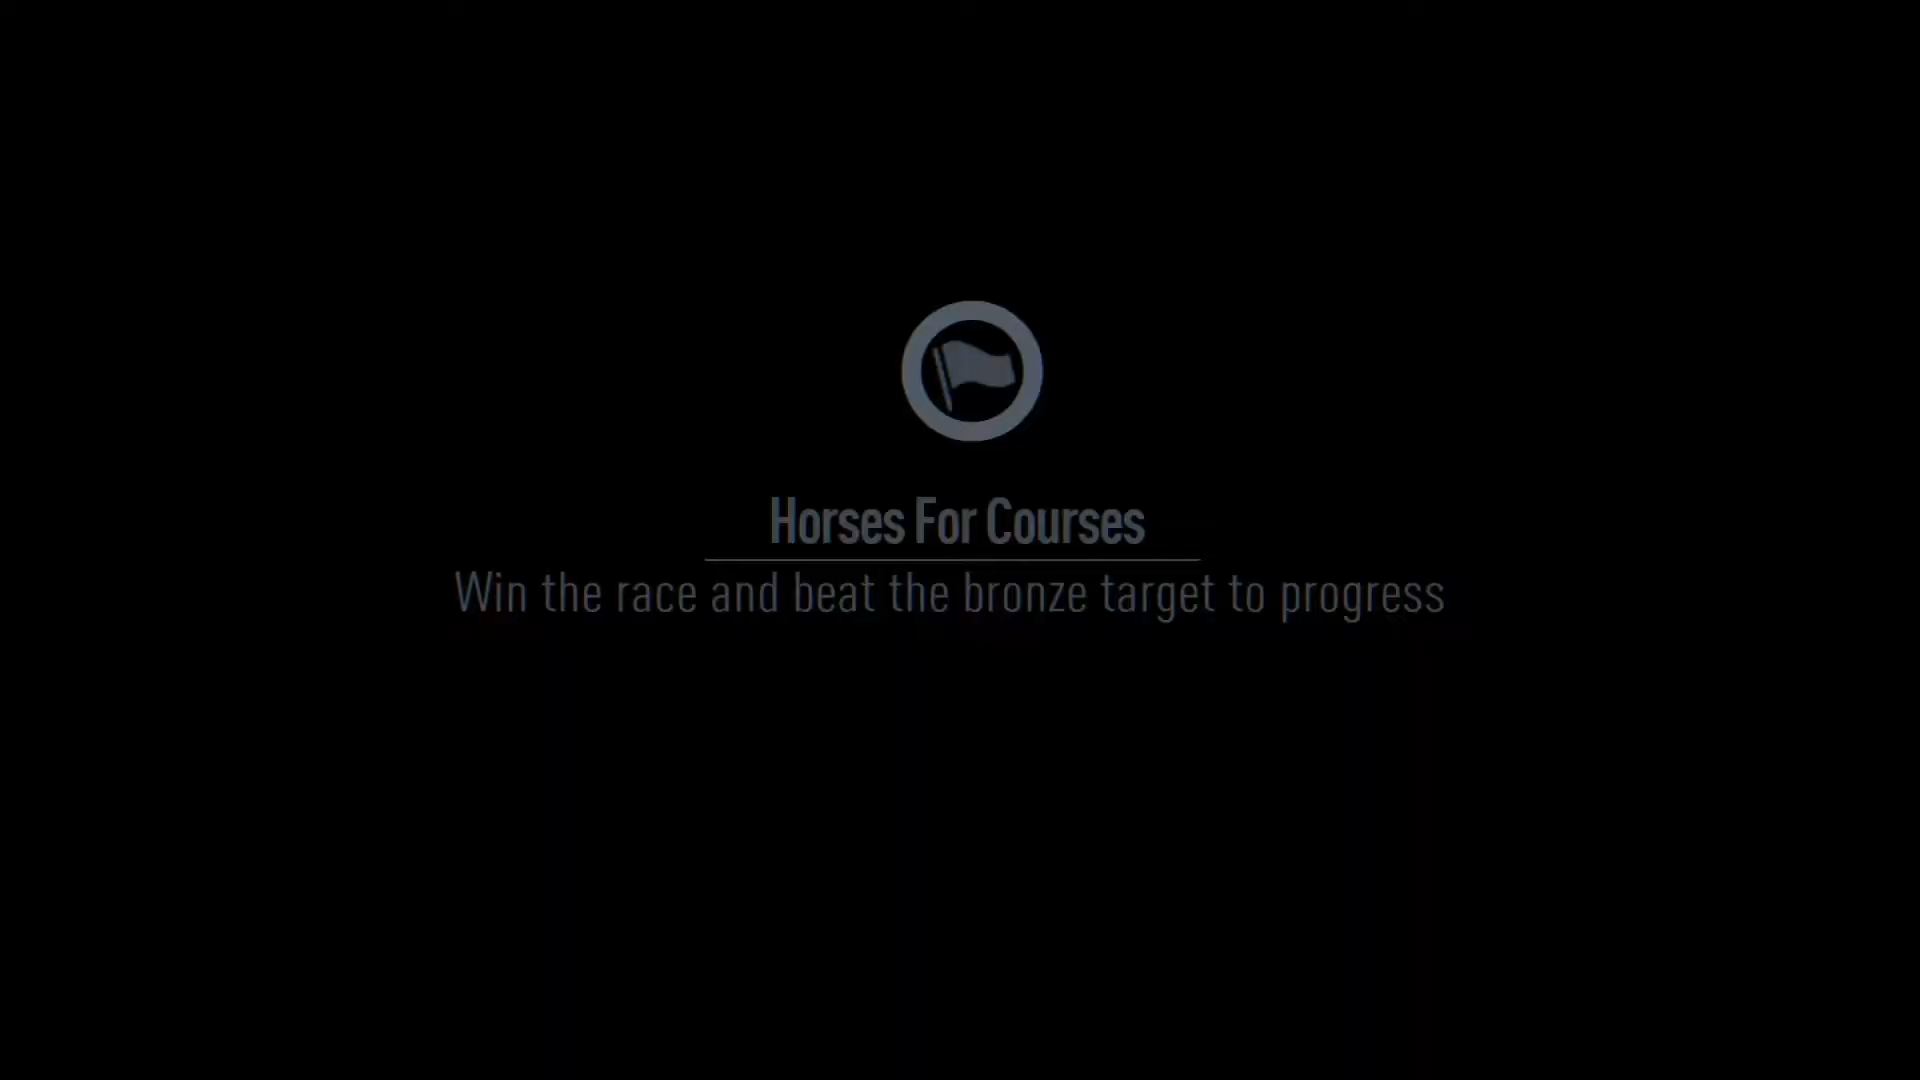 Horses For Courses
Win the race and beat the bronze target to progress